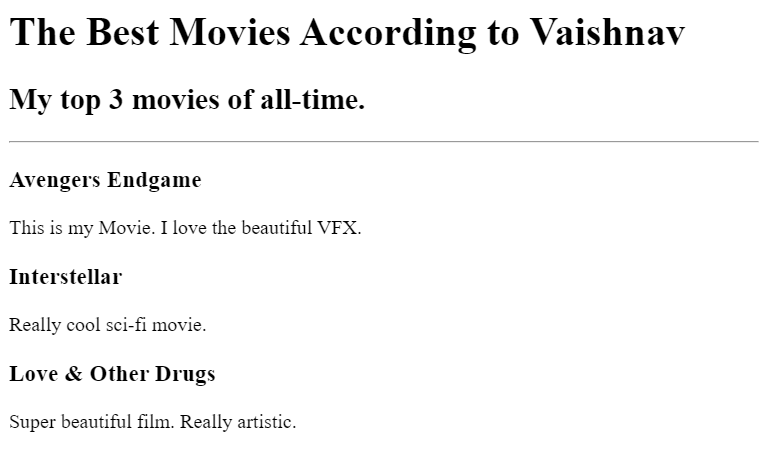 The Best Movies According to Vaishnav
My top 3 movies of all-time.
Avengers Endgame
This is my Movie. I love the beautiful VFX.
Interstellar
Really cool sci-fi movie.
Love & Other Drugs
Super beautiful film. Really artistic.